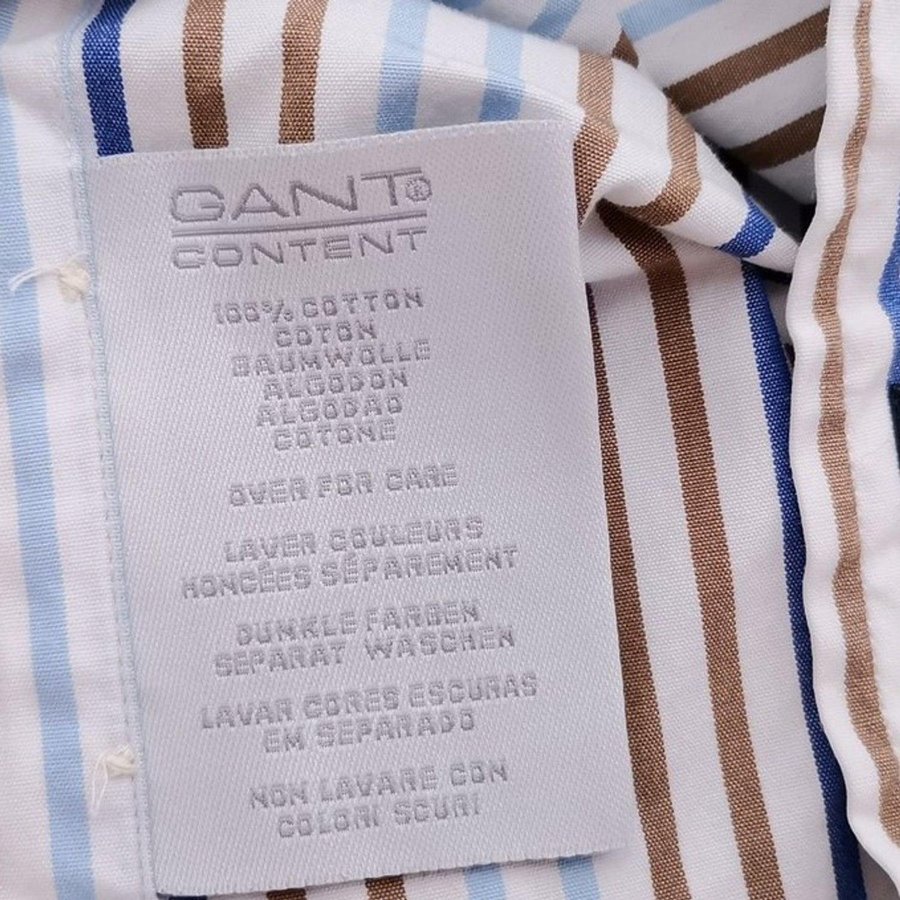 GANT®
CONTENT
100% COTTON
COTON
BAUMWOLLE
ALGODON
ALGODAO
COTONE
OVER FOR CARE
LAVER COULEURS
HONCÉES SÉPAREMENT
DUNKLE FARBEN
SEPARAT WASCHEN
LAVAR CORES ESCURAS
EM SEPARADO
NON LAVARE CON
COLORI SCURI